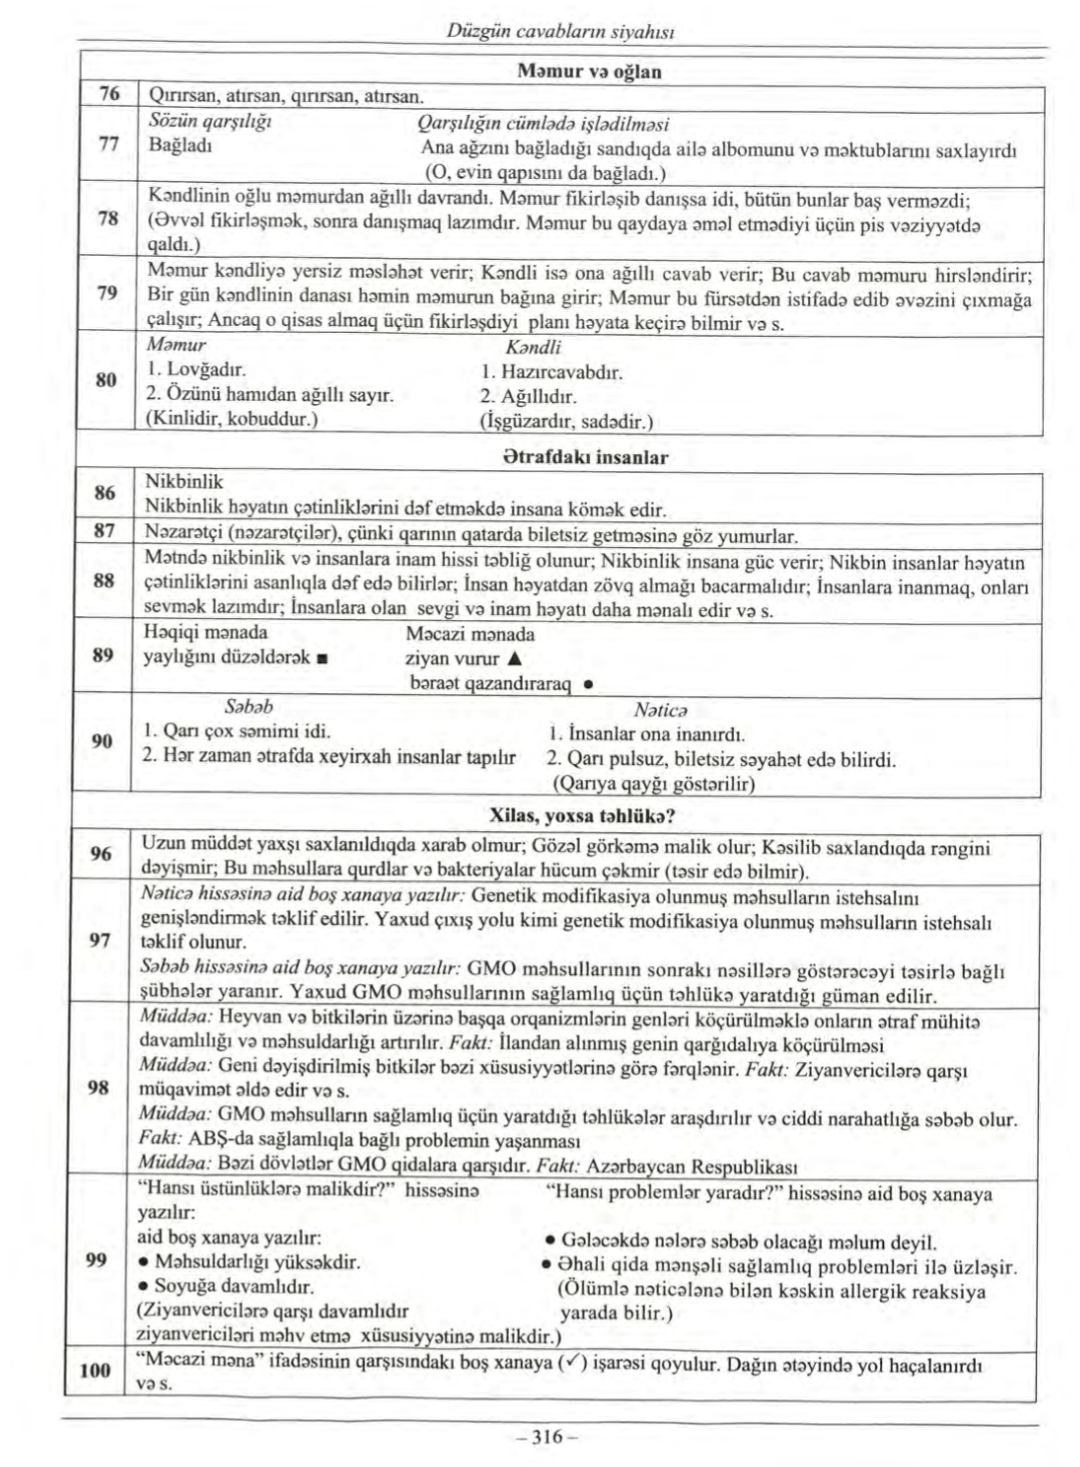 Düzgün cavabların siyahısı
Məmur və oğlan
76 Qırırsan, atırsan, qırırsan, atırsan.
Sözün qarşılığı Qarşılığın cümlədə işlədilməsi
77 Bağladı Ana ağzını bağladığı sandıqda ailə albomunu və məktublarını saxlayırdı
(O, evin qapısını da bağladı.)
Kəndlinin oğlu məmurdan ağıllı davrandı. Məmur fikirləşib danışsa idi, bütün bunlar baş verməzdi;
78 (Əvvəl fikirləşmək, sonra danışmaq lazımdır. Məmur bu qaydaya əməl etmədiyi üçün pis vəziyyətdə
qaldı.)
Məmur kəndliyə yersiz məsləhət verir; Kəndli isə ona ağıllı cavab verir; Bu cavab məmuru hirsləndirir;
79 Bir gün kəndlinin danası həmin məmurun bağına girir; Məmur bu fürsətdən istifadə edib əvəzini çıxmağa
çalışır; Ancaq o qisas almaq üçün fikirləşdiyi planı həyata keçirə bilmir və s.
Məmur Kəndli
80 1. Lovğadır. 1. Hazırcavabdır.
2. Özünü hamıdan ağıllı sayır. 2. Ağıllıdır.
(Kinlidir, kobuddur.) (İşgüzardır, sadədir.)
Ətrafdakı insanlar
86 Nikbinlik
Nikbinlik həyatın çətinliklərini dəf etməkdə insana kömək edir.
87 Nəzarətçi (nəzarətçilər), çünki qarının qatarda biletsiz getməsinə göz yumurlar.
Mətndə nikbinlik və insanlara inam hissi təbliğ olunur; Nikbinlik insana güc verir; Nikbin insanlar həyatın
88 çətinliklərini asanlıqla dəf edə bilirlər; İnsan həyatdan zövq almağı bacarmalıdır; İnsanlara inanmaq, onları
sevmək lazımdır; İnsanlara olan sevgi və inam həyatı daha mənalı edir və s.
Həqiqi mənada Məcazi mənada
89 yaylığını düzəldərək ■ ziyan vurur ▲
bəraət qazandıraraq ●
Səbəb Nəticə
90 1. Qarı çox səmimi idi. 1. İnsanlar ona inanırdı.
2. Hər zaman ətrafda xeyirxah insanlar tapılır 2. Qarı pulsuz, biletsiz səyahət edə bilirdi.
(Qarıya qayğı göstərilir)
Xilas, yoxsa təhlükə?
96 Uzun müddət yaxşı saxlanıldıqda xarab olmur; Gözəl görkəmə malik olur; Kəsilib saxlandıqda rəngini
dəyişmir; Bu məhsullara qurdlar və bakteriyalar hücum çəkmir (təsir edə bilmir).
Nəticə hissəsinə aid boş xanaya yazılır: Genetik modifikasiya olunmuş məhsulların istehsalını
genişləndirmək təklif edilir. Yaxud çıxış yolu kimi genetik modifikasiya olunmuş məhsulların istehsalı
97 təklif olunur.
Səbəb hissəsinə aid boş xanaya yazılır: GMO məhsullarının sonrakı nəsillərə göstərəcəyi təsirlə bağlı
şübhələr yaranır. Yaxud GMO məhsullarının sağlamlıq üçün təhlükə yaratdığı güman edilir.
Müddəa: Heyvan və bitkilərin üzərinə başqa orqanizmlərin genləri köçürülməklə onların ətraf mühitə
davamlılığı və məhsuldarlığı artırılır. Fakt: İlandan alınmış genin qarğıdalıya köçürülməsi
Müddəa: Geni dəyişdirilmiş bitkilər bəzi xüsusiyyətlərinə görə fərqlənir. Fakt: Ziyanvericilərə qarşı
98 müqavimət əldə edir və s.
Müddəa: GMO məhsulların sağlamlıq üçün yaratdığı təhlükələr araşdırılır və ciddi narahatlığa səbəb olur.
Fakt: ABŞ-da sağlamlıqla bağlı problemin yaşanması
Müddəa: Bəzi dövlətlər GMO qidalara qarşıdır. Fakt: Azərbaycan Respublikası
“Hansı üstünlüklərə malikdir?” hissəsinə “Hansı problemlər yaradır?” hissəsinə aid boş xanaya
yazılır:
aid boş xanaya yazılır: ● Gələcəkdə nələrə səbəb olacağı məlum deyil.
99 ● Məhsuldarlığı yüksəkdir. ● Əhali qida mənşəli sağlamlıq problemləri ilə üzləşir.
● Soyuğa davamlıdır. (Ölümlə nəticələnə bilən kəskin allergik reaksiya
(Ziyanvericilərə qarşı davamlıdır yarada bilir.)
ziyanvericiləri məhv etmə xüsusiyyətinə malikdir.)
100 “Məcazi məna” ifadəsinin qarşısındakı boş xanaya (✓) işarəsi qoyulur. Dağın ətəyində yol haçalanırdı
və s.
– 316 –